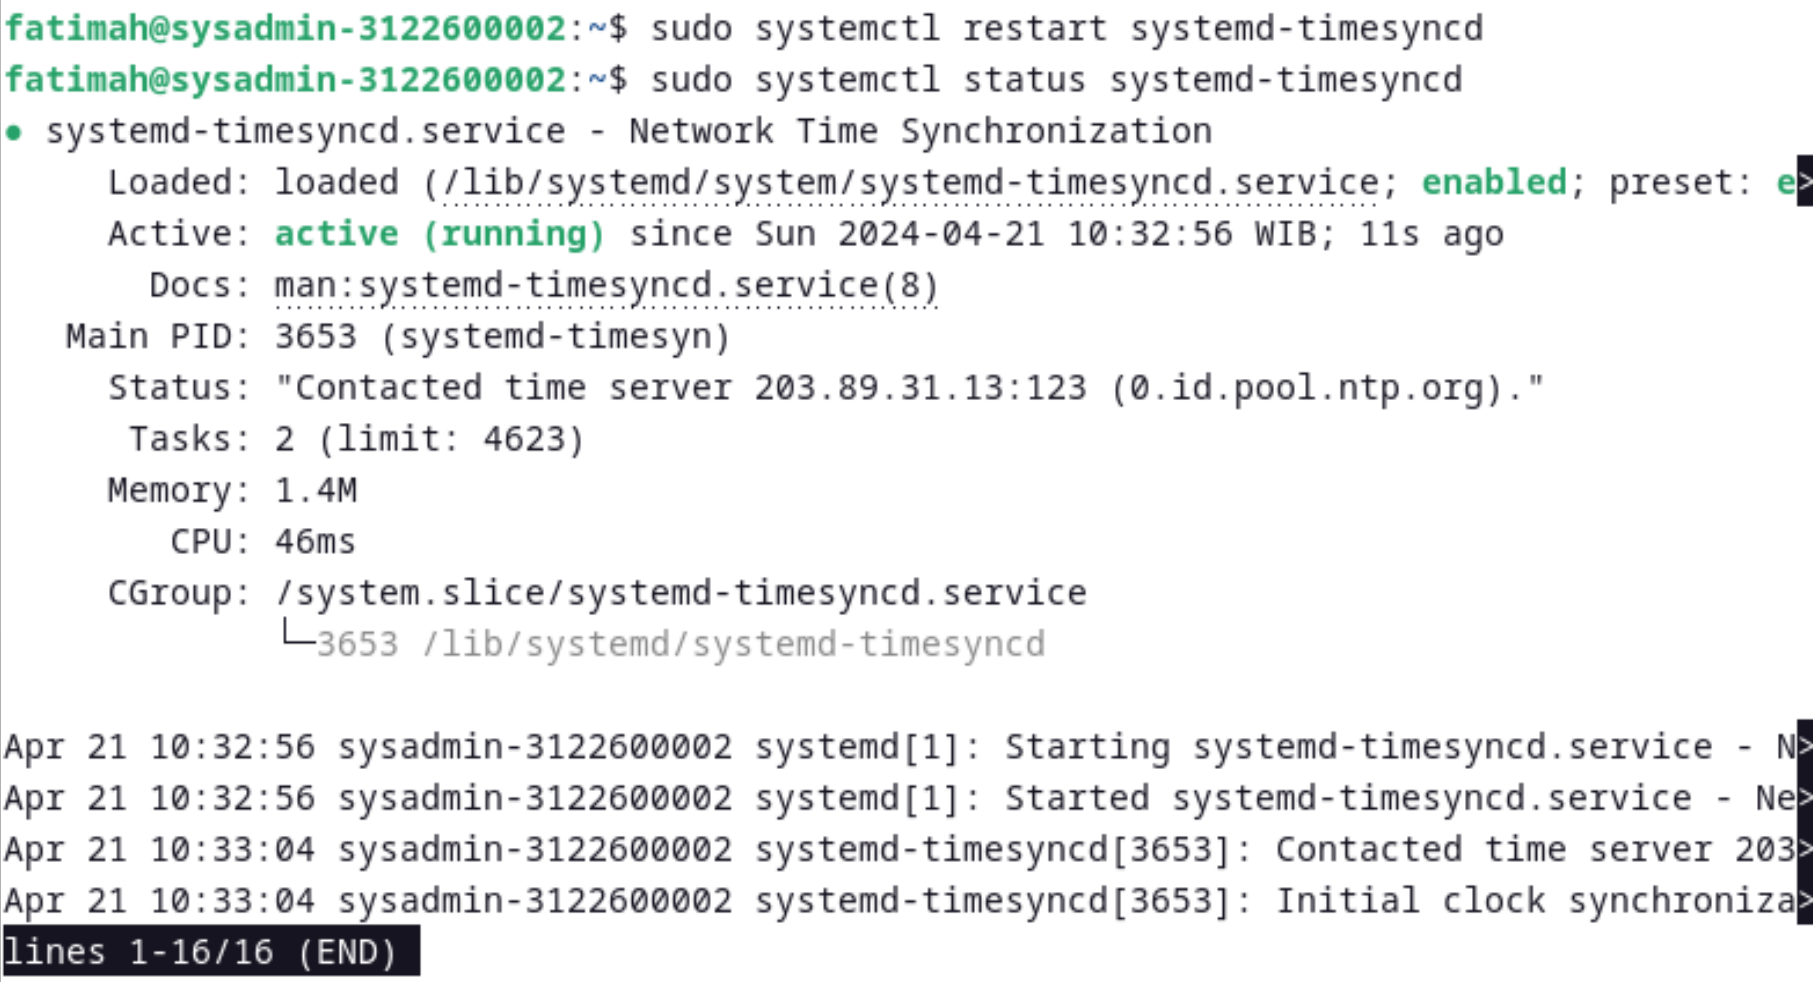 fatimah@sysadmin-3122600002:~$ sudo systemctl restart systemd-timesyncd
fatimah@sysadmin-3122600002:~$ sudo systemctl status systemd-timesyncd
● systemd-timesyncd.service - Network Time Synchronization
     Loaded: loaded (/lib/systemd/system/systemd-timesyncd.service; enabled; preset: e>
     Active: active (running) since Sun 2024-04-21 10:32:56 WIB; 11s ago
       Docs: man:systemd-timesyncd.service(8)
   Main PID: 3653 (systemd-timesyn)
     Status: "Contacted time server 203.89.31.13:123 (0.id.pool.ntp.org)."
      Tasks: 2 (limit: 4623)
     Memory: 1.4M
        CPU: 46ms
     CGroup: /system.slice/systemd-timesyncd.service
             └─3653 /lib/systemd/systemd-timesyncd
Apr 21 10:32:56 sysadmin-3122600002 systemd[1]: Starting systemd-timesyncd.service - N>
Apr 21 10:32:56 sysadmin-3122600002 systemd[1]: Started systemd-timesyncd.service - Ne>
Apr 21 10:33:04 sysadmin-3122600002 systemd-timesyncd[3653]: Contacted time server 203>
Apr 21 10:33:04 sysadmin-3122600002 systemd-timesyncd[3653]: Initial clock synchroniza>
lines 1-16/16 (END)